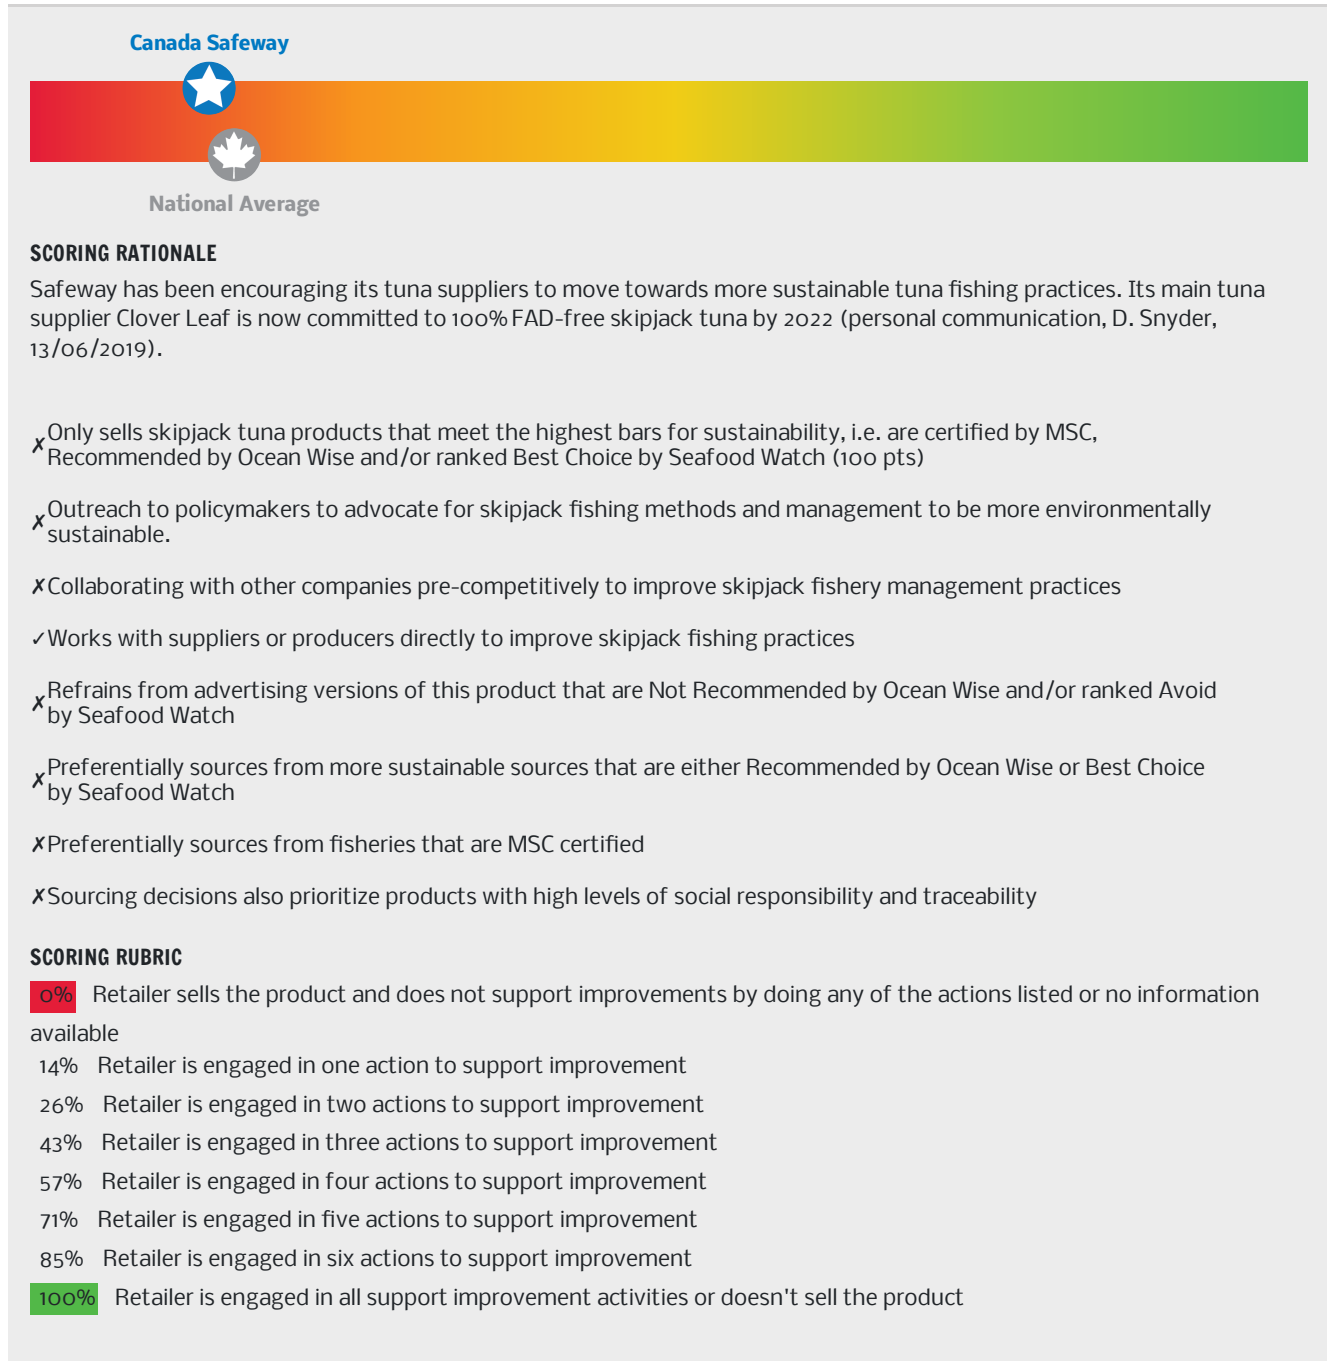 Canada Safeway
National Average
SCORING RATIONALE
Safeway has been encouraging its tuna suppliers to move towards more sustainable tuna fishing practices. Its main tuna
supplier Clover Leaf is now committed to 100% FAD-free skipjack tuna by 2022 (personal communication, D. Snyder,
13/06/2019).
✗Only sells skipjack tuna products that meet the highest bars for sustainability, i.e. are certified by MSC,
Recommended by Ocean Wise and/or ranked Best Choice by Seafood Watch (100 pts)
✗Outreach to policymakers to advocate for skipjack fishing methods and management to be more environmentally
sustainable.
✗Collaborating with other companies pre-competitively to improve skipjack fishery management practices
✓Works with suppliers or producers directly to improve skipjack fishing practices
✗Refrains from advertising versions of this product that are Not Recommended by Ocean Wise and/or ranked Avoid
by Seafood Watch
✗Preferentially sources from more sustainable sources that are either Recommended by Ocean Wise or Best Choice
by Seafood Watch
✗Preferentially sources from fisheries that are MSC certified
✗Sourcing decisions also prioritize products with high levels of social responsibility and traceability
SCORING RUBRIC
0% Retailer sells the product and does not support improvements by doing any of the actions listed or no information
available
14% Retailer is engaged in one action to support improvement
26% Retailer is engaged in two actions to support improvement
43% Retailer is engaged in three actions to support improvement
57% Retailer is engaged in four actions to support improvement
71% Retailer is engaged in five actions to support improvement
85% Retailer is engaged in six actions to support improvement
100% Retailer is engaged in all support improvement activities or doesn't sell the product